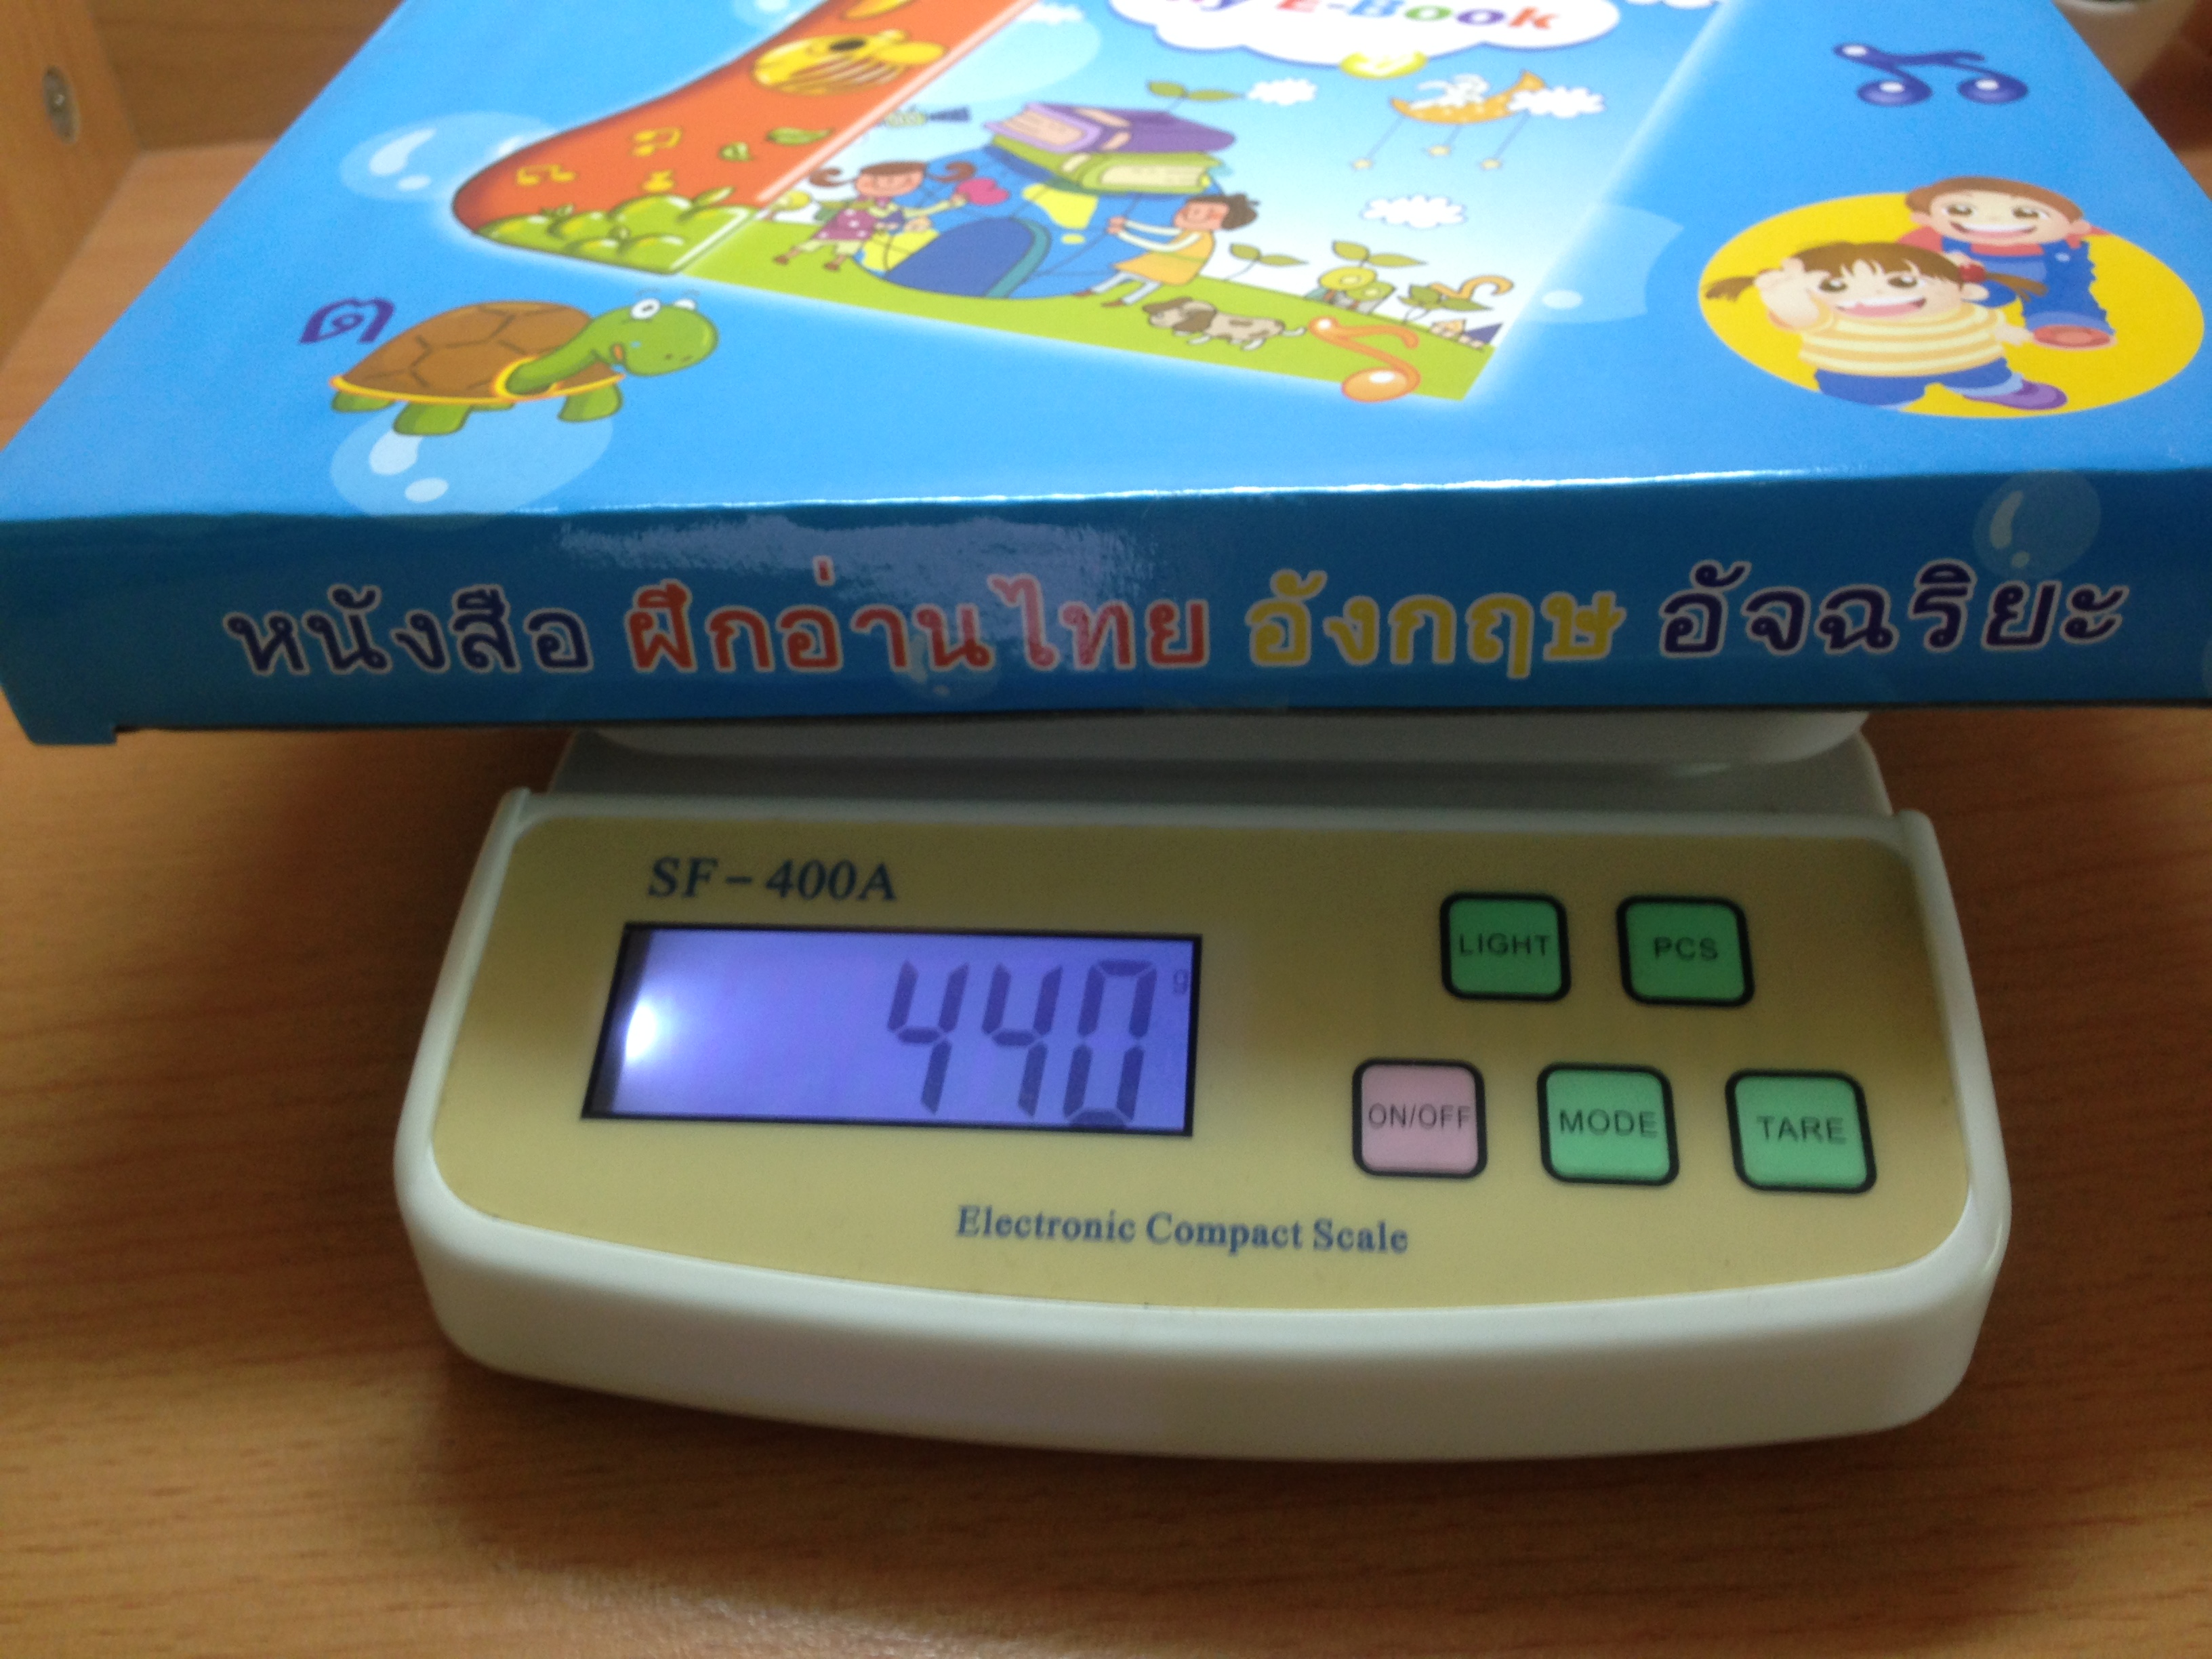 E-Book
ต
หนังสือ ฝึกอ่านไทย อังกฤษ อัจฉริยะ
SF-400A
440 g
LIGHT PCS
ON/OFF MODE TARE
Electronic Compact Scale